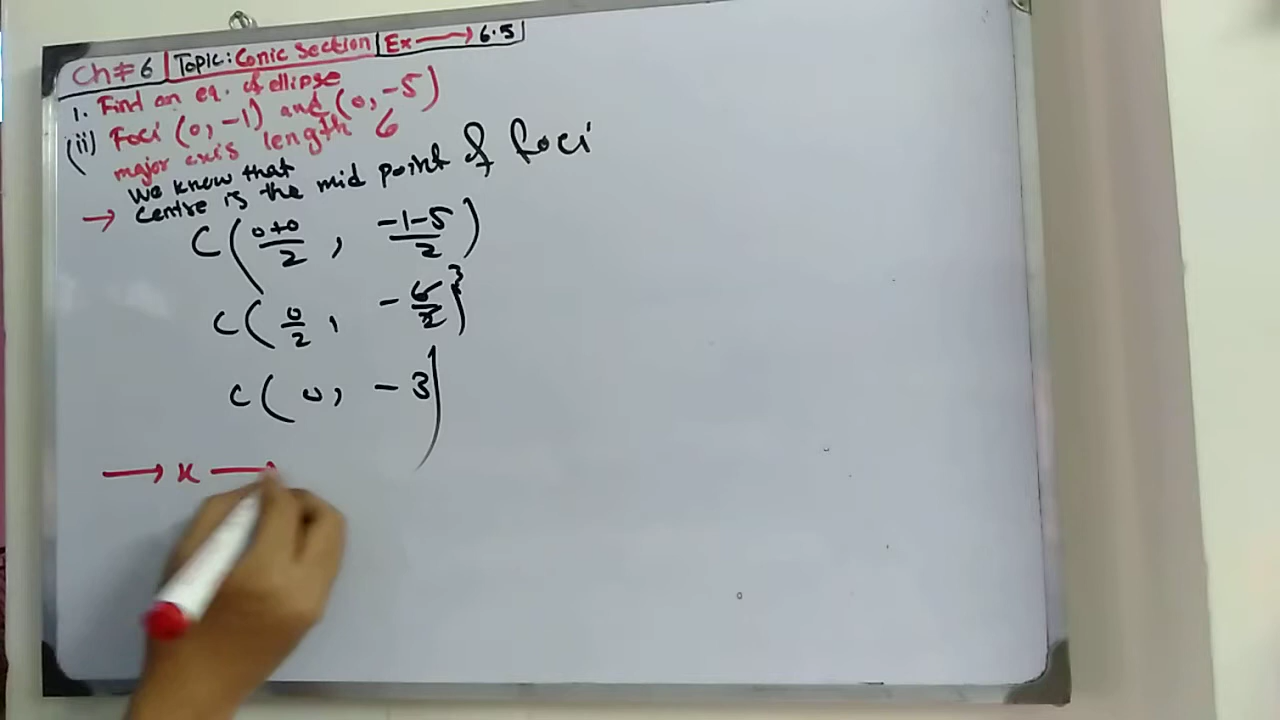 Ch # 6 | Topic: Conic Section | Ex → 6.5
1. Find an eq. of ellipse
(ii) Foci (0, -1) and (0, -5)
major axis length 6
We know that
→ Centre is the mid point of foci
C(0+0/2, -1-5/2)
C(0/2, -6/2) 3
C(0, -3)
→ x →